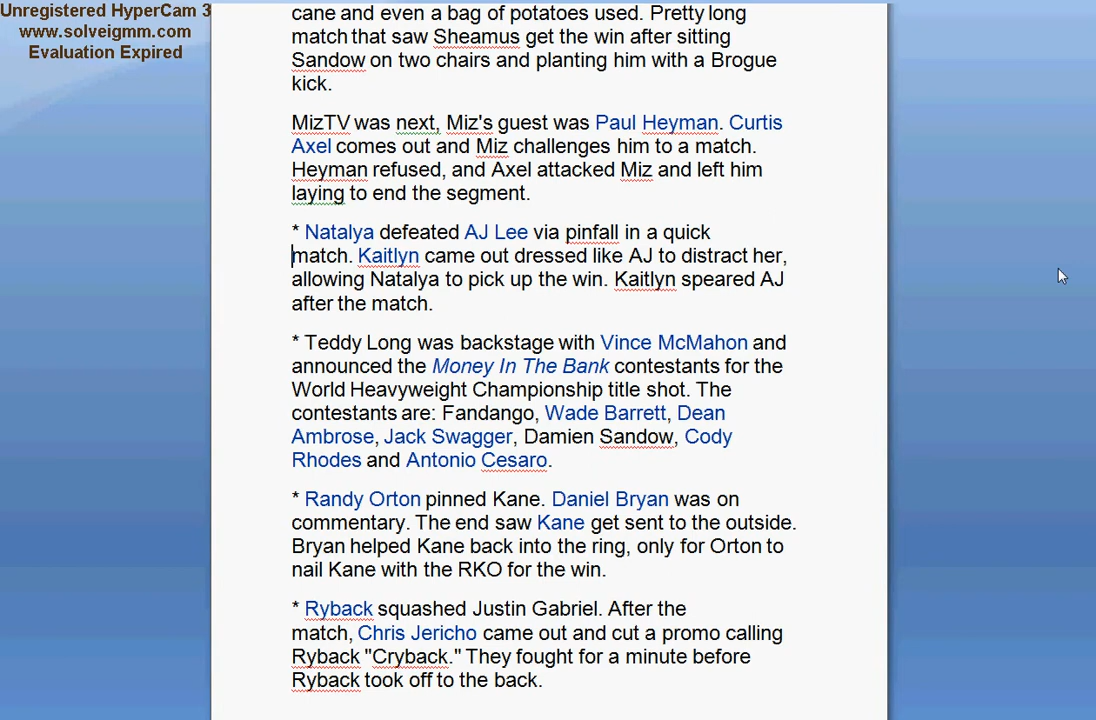 Unregistered HyperCam 3
www.solveigmm.com
Evaluation Expired
cane and even a bag of potatoes used. Pretty long
match that saw Sheamus get the win after sitting
Sandow on two chairs and planting him with a Brogue
kick.
MizTV was next, Miz's guest was Paul Heyman. Curtis
Axel comes out and Miz challenges him to a match.
Heyman refused, and Axel attacked Miz and left him
laying to end the segment.
* Natalya defeated AJ Lee via pinfall in a quick
match. Kaitlyn came out dressed like AJ to distract her,
allowing Natalya to pick up the win. Kaitlyn speared AJ
after the match.
* Teddy Long was backstage with Vince McMahon and
announced the Money In The Bank contestants for the
World Heavyweight Championship title shot. The
contestants are: Fandango, Wade Barrett, Dean
Ambrose, Jack Swagger, Damien Sandow, Cody
Rhodes and Antonio Cesaro.
* Randy Orton pinned Kane. Daniel Bryan was on
commentary. The end saw Kane get sent to the outside.
Bryan helped Kane back into the ring, only for Orton to
nail Kane with the RKO for the win.
* Ryback squashed Justin Gabriel. After the
match, Chris Jericho came out and cut a promo calling
Ryback "Cryback." They fought for a minute before
Ryback took off to the back.